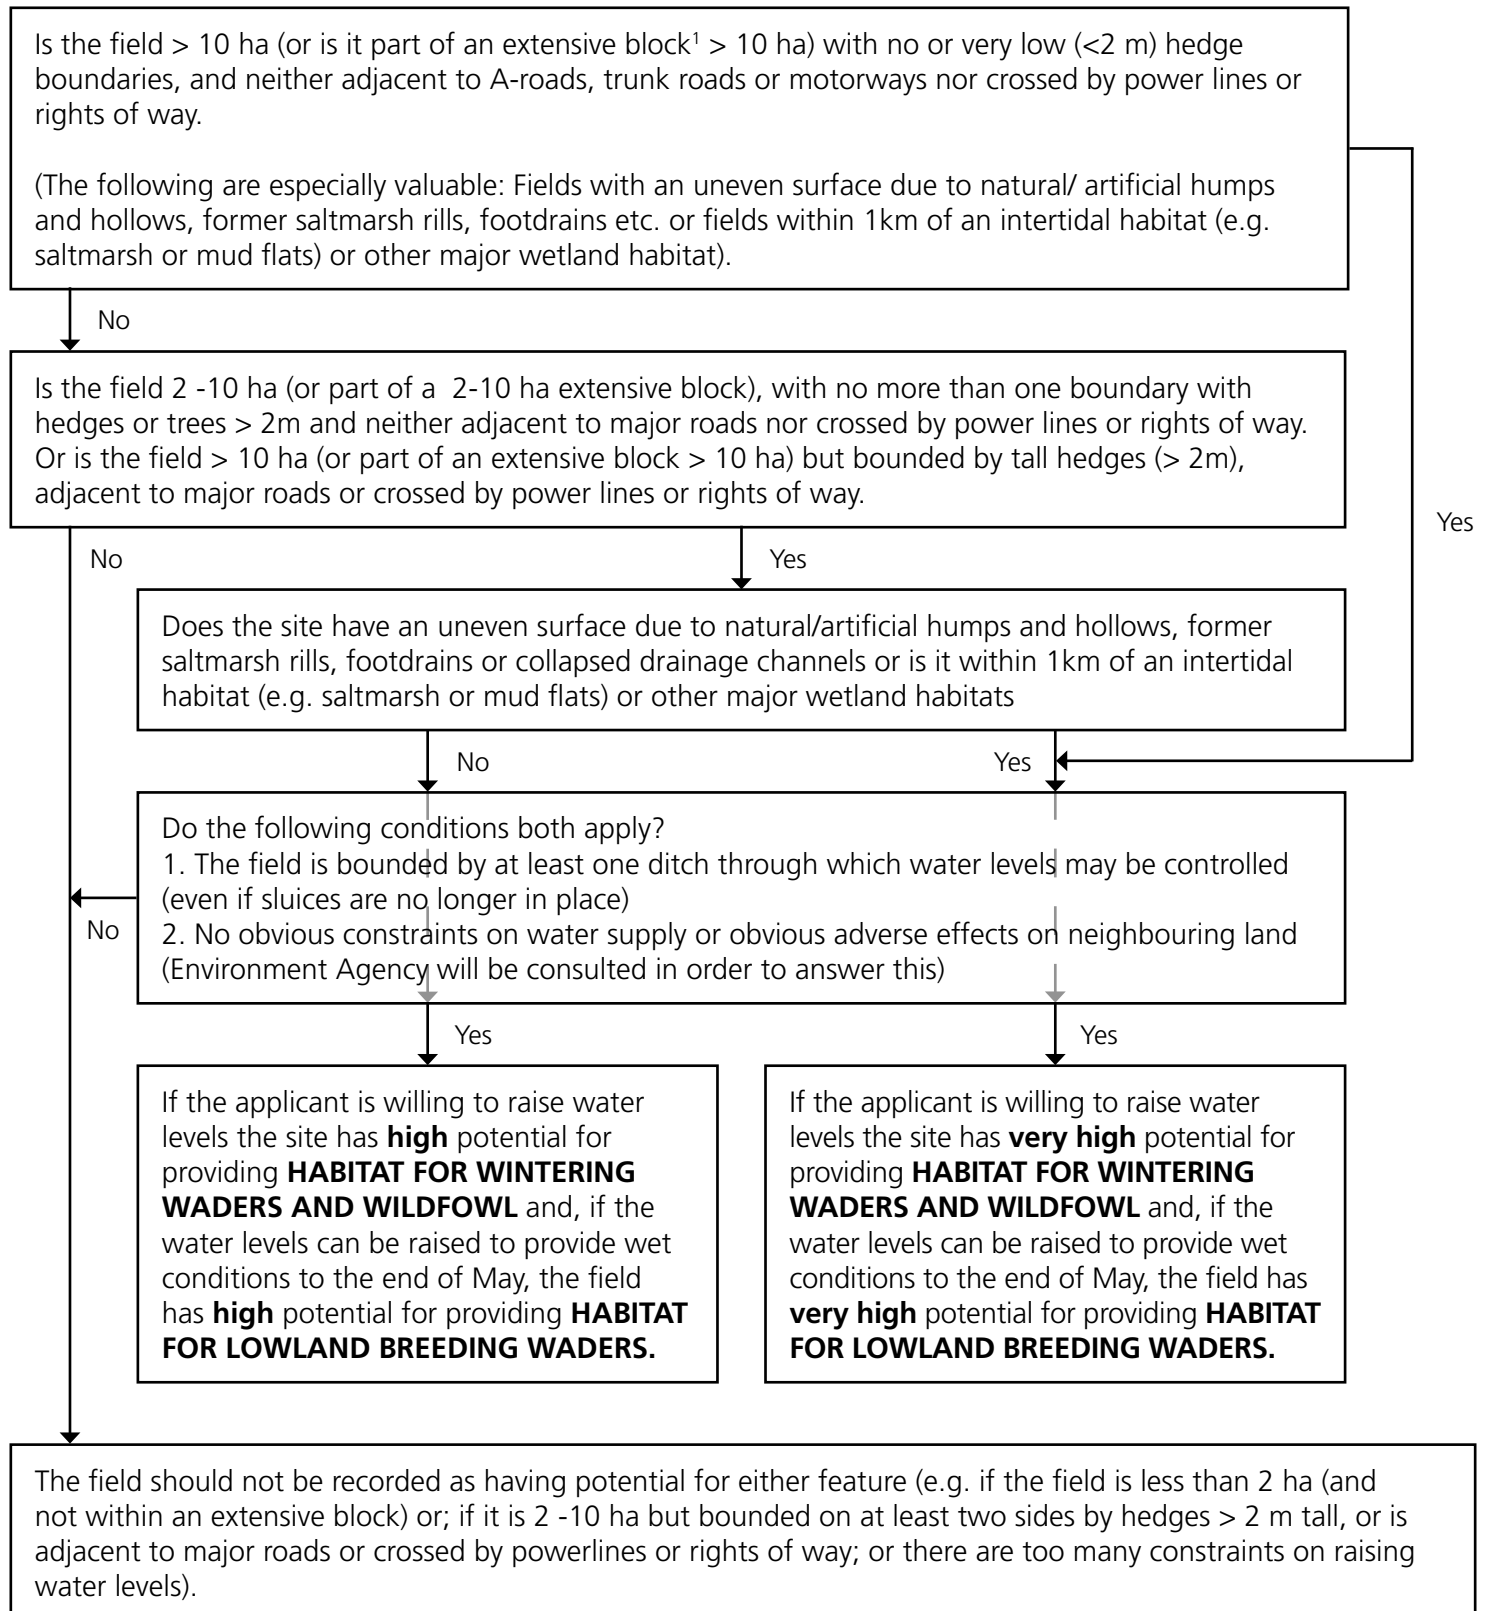 Is the field > 10 ha (or is it part of an extensive block¹ > 10 ha) with no or very low (<2 m) hedge
boundaries, and neither adjacent to A-roads, trunk roads or motorways nor crossed by power lines or
rights of way.
(The following are especially valuable: Fields with an uneven surface due to natural/ artificial humps
and hollows, former saltmarsh rills, footdrains etc. or fields within 1km of an intertidal habitat (e.g.
saltmarsh or mud flats) or other major wetland habitat).
No
Is the field 2 -10 ha (or part of a  2-10 ha extensive block), with no more than one boundary with
hedges or trees > 2m and neither adjacent to major roads nor crossed by power lines or rights of way.
Or is the field > 10 ha (or part of an extensive block > 10 ha) but bounded by tall hedges (> 2m),
adjacent to major roads or crossed by power lines or rights of way.
Yes
No
Yes
Does the site have an uneven surface due to natural/artificial humps and hollows, former
saltmarsh rills, footdrains or collapsed drainage channels or is it within 1km of an intertidal
habitat (e.g. saltmarsh or mud flats) or other major wetland habitats
No
Yes
Do the following conditions both apply?
1. The field is bounded by at least one ditch through which water levels may be controlled
(even if sluices are no longer in place)
2. No obvious constraints on water supply or obvious adverse effects on neighbouring land
(Environment Agency will be consulted in order to answer this)
No
Yes
Yes
If the applicant is willing to raise water
levels the site has high potential for
providing HABITAT FOR WINTERING
WADERS AND WILDFOWL and, if the
water levels can be raised to provide wet
conditions to the end of May, the field
has high potential for providing HABITAT
FOR LOWLAND BREEDING WADERS.
If the applicant is willing to raise water
levels the site has very high potential for
providing HABITAT FOR WINTERING
WADERS AND WILDFOWL and, if the
water levels can be raised to provide wet
conditions to the end of May, the field has
very high potential for providing HABITAT
FOR LOWLAND BREEDING WADERS.
The field should not be recorded as having potential for either feature (e.g. if the field is less than 2 ha (and
not within an extensive block) or; if it is 2 -10 ha but bounded on at least two sides by hedges > 2 m tall, or is
adjacent to major roads or crossed by powerlines or rights of way; or there are too many constraints on raising
water levels).